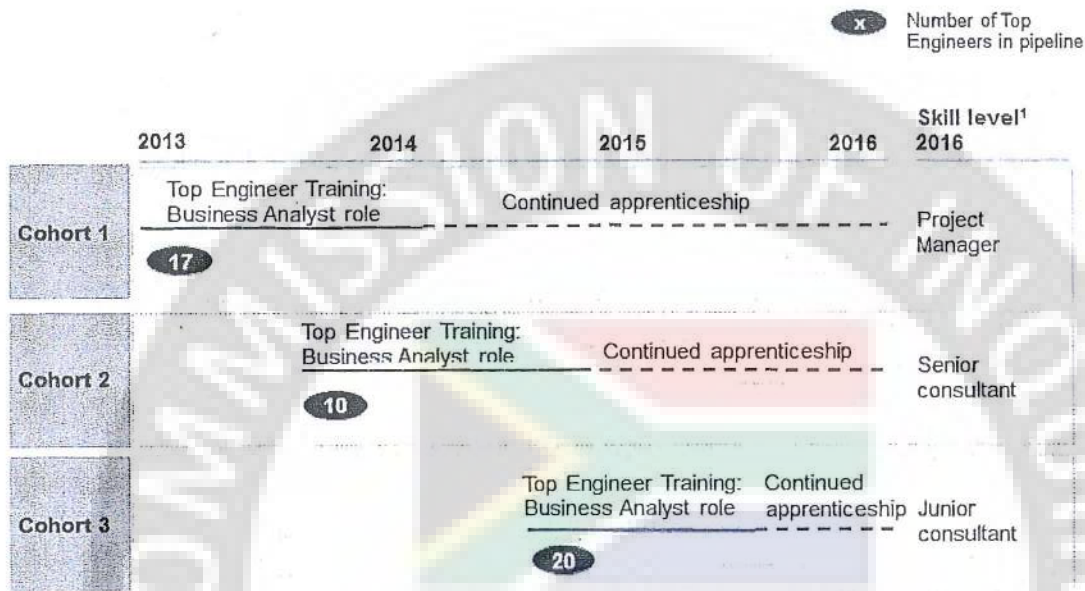 x Number of Top
Engineers in pipeline
Skill level¹
2013 2014 2015 2016 2016
Top Engineer Training:
Business Analyst role
Continued apprenticeship
Cohort 1
Project
Manager
17
Top Engineer Training:
Business Analyst role
Continued apprenticeship
Cohort 2
Senior
consultant
10
Top Engineer Training:
Business Analyst role
Continued
apprenticeship
Cohort 3
Junior
consultant
20